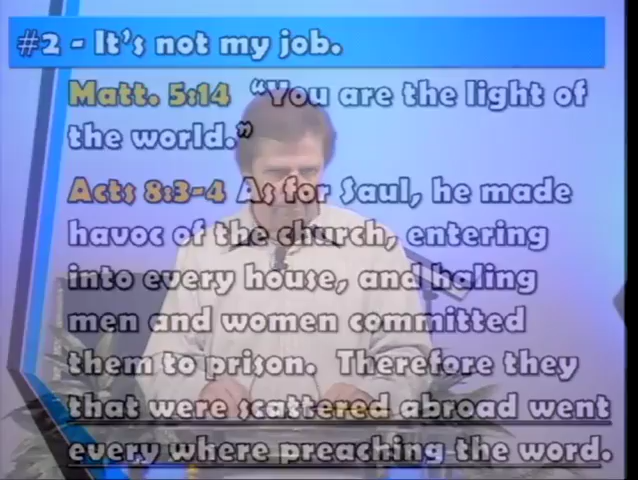 #2 - It's not my job.
Matt. 5:14 "You are the light of
the world."
Acts 8:3-4 As for Saul, he made
havoc of the church, entering
into every house, and haling
men and women committed
them to prison. Therefore they
that were scattered abroad went
every where preaching the word.